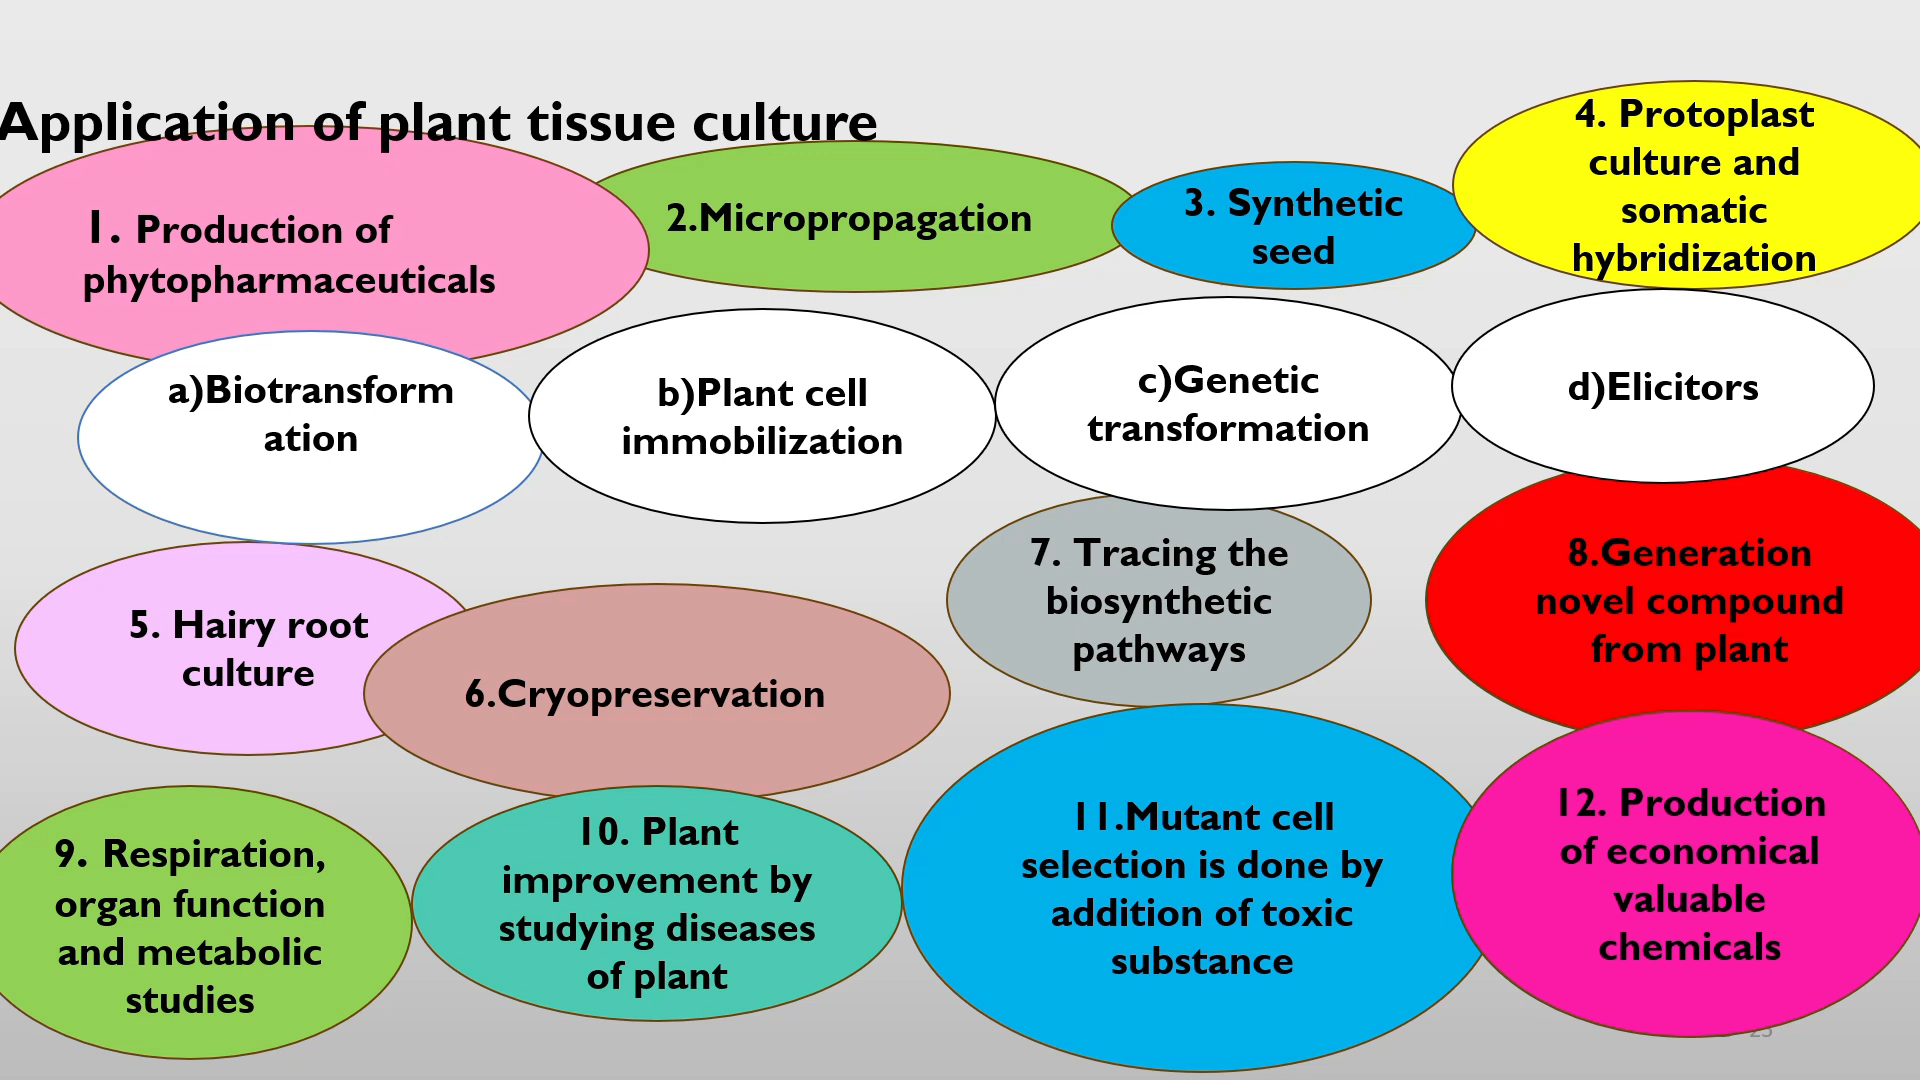 Application of plant tissue culture
1. Production of
phytopharmaceuticals
2.Micropropagation
3. Synthetic
seed
4. Protoplast
culture and
somatic
hybridization
a)Biotransform
ation
b)Plant cell
immobilization
c)Genetic
transformation
d)Elicitors
5. Hairy root
culture
6.Cryopreservation
7. Tracing the
biosynthetic
pathways
8.Generation
novel compound
from plant
9. Respiration,
organ function
and metabolic
studies
10. Plant
improvement by
studying diseases
of plant
11.Mutant cell
selection is done by
addition of toxic
substance
12. Production
of economical
valuable
chemicals